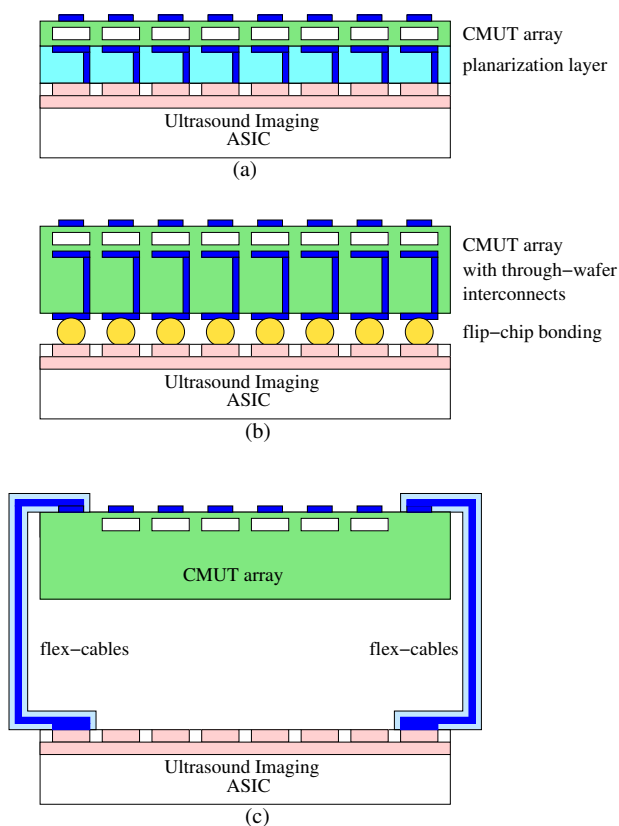 CMUT array
planarization layer
Ultrasound Imaging
ASIC
(a)
CMUT array
with through−wafer
interconnects
flip−chip bonding
Ultrasound Imaging
ASIC
(b)
CMUT array
flex−cables
flex−cables
Ultrasound Imaging
ASIC
(c)